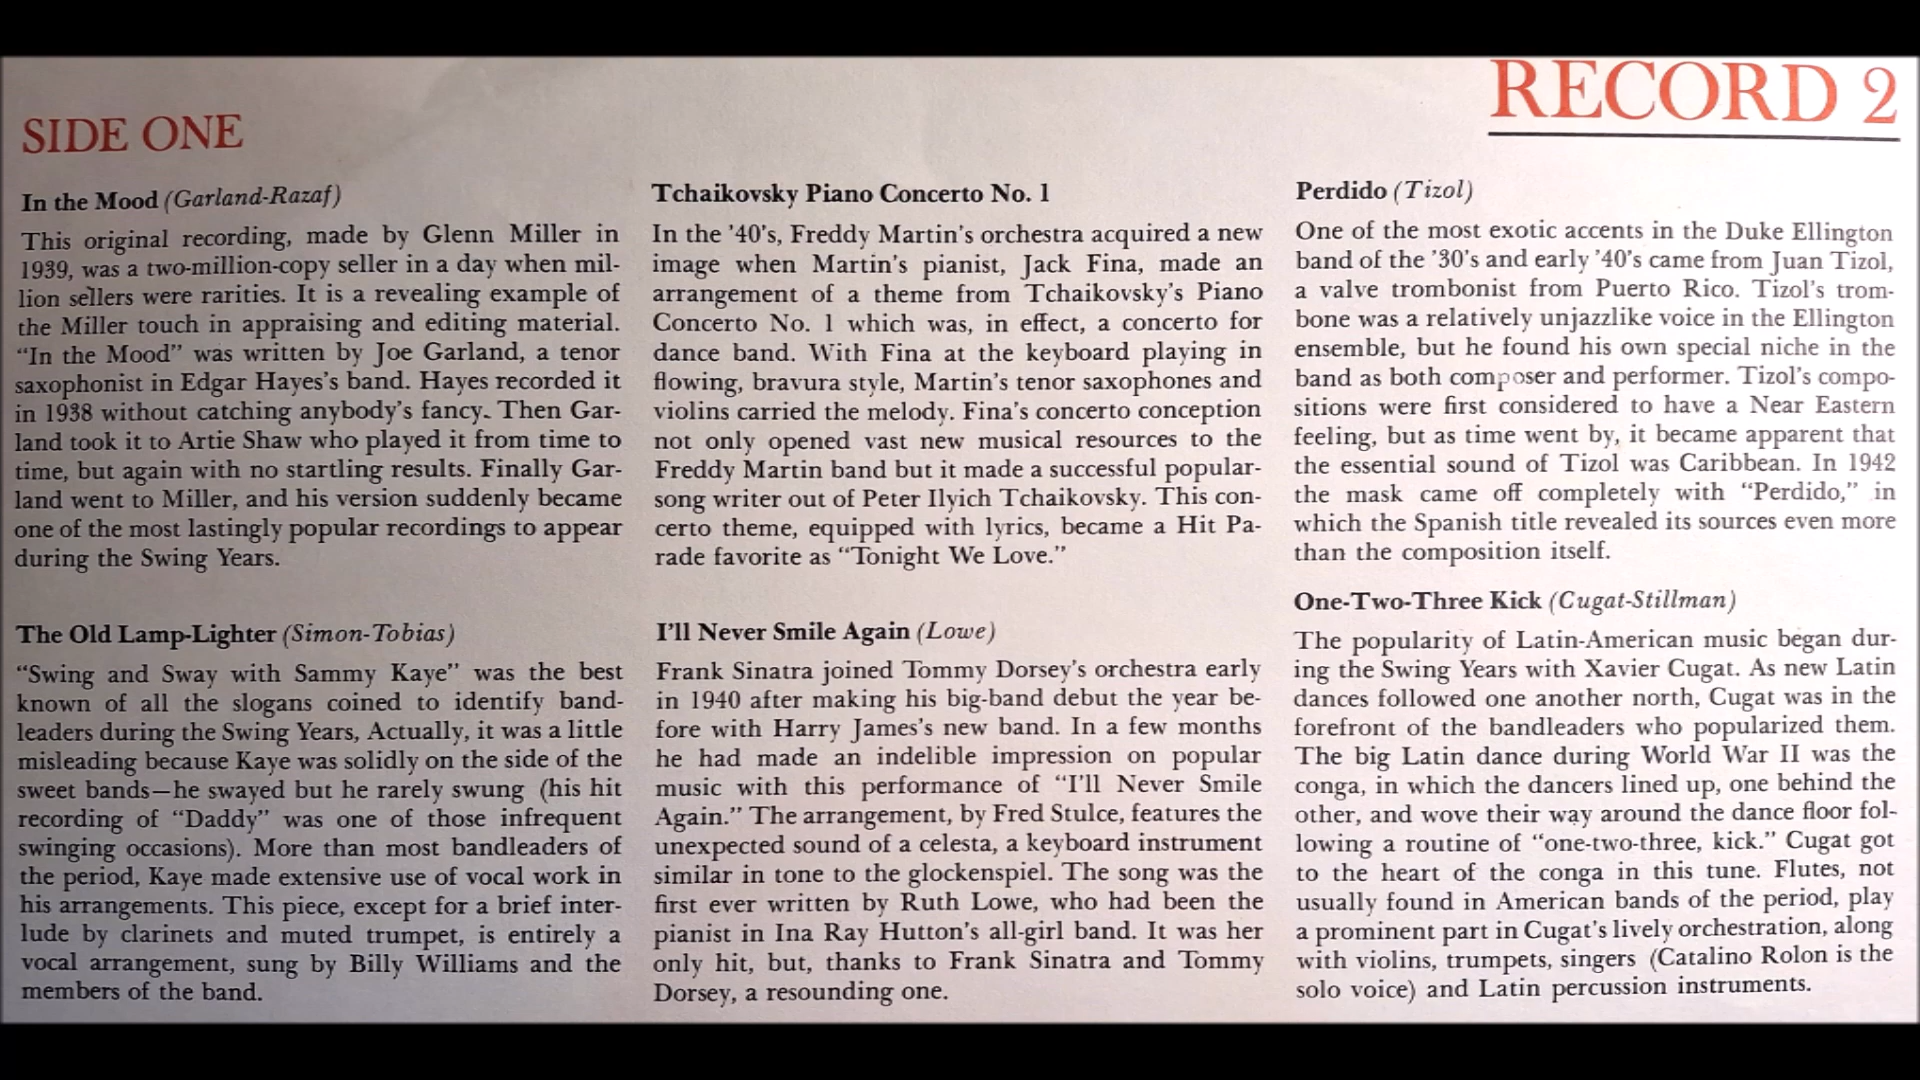 RECORD 2
SIDE ONE
In the Mood (Garland-Razaf)
This original recording, made by Glenn Miller in
1939, was a two-million-copy seller in a day when mil-
lion sellers were rarities. It is a revealing example of
the Miller touch in appraising and editing material.
“In the Mood” was written by Joe Garland, a tenor
saxophonist in Edgar Hayes’s band. Hayes recorded it
in 1938 without catching anybody’s fancy. Then Gar-
land took it to Artie Shaw who played it from time to
time, but again with no startling results. Finally Gar-
land went to Miller, and his version suddenly became
one of the most lastingly popular recordings to appear
during the Swing Years.
The Old Lamp-Lighter (Simon-Tobias)
“Swing and Sway with Sammy Kaye” was the best
known of all the slogans coined to identify band-
leaders during the Swing Years, Actually, it was a little
misleading because Kaye was solidly on the side of the
sweet bands—he swayed but he rarely swung (his hit
recording of “Daddy” was one of those infrequent
swinging occasions). More than most bandleaders of
the period, Kaye made extensive use of vocal work in
his arrangements. This piece, except for a brief inter-
lude by clarinets and muted trumpet, is entirely a
vocal arrangement, sung by Billy Williams and the
members of the band.
Tchaikovsky Piano Concerto No. 1
In the ’40’s, Freddy Martin’s orchestra acquired a new
image when Martin’s pianist, Jack Fina, made an
arrangement of a theme from Tchaikovsky’s Piano
Concerto No. 1 which was, in effect, a concerto for
dance band. With Fina at the keyboard playing in
flowing, bravura style, Martin’s tenor saxophones and
violins carried the melody. Fina’s concerto conception
not only opened vast new musical resources to the
Freddy Martin band but it made a successful popular-
song writer out of Peter Ilyich Tchaikovsky. This con-
certo theme, equipped with lyrics, became a Hit Pa-
rade favorite as “Tonight We Love.”
I’ll Never Smile Again (Lowe)
Frank Sinatra joined Tommy Dorsey’s orchestra early
in 1940 after making his big-band debut the year be-
fore with Harry James’s new band. In a few months
he had made an indelible impression on popular
music with this performance of “I’ll Never Smile
Again.” The arrangement, by Fred Stulce, features the
unexpected sound of a celesta, a keyboard instrument
similar in tone to the glockenspiel. The song was the
first ever written by Ruth Lowe, who had been the
pianist in Ina Ray Hutton’s all-girl band. It was her
only hit, but, thanks to Frank Sinatra and Tommy
Dorsey, a resounding one.
Perdido (Tizol)
One of the most exotic accents in the Duke Ellington
band of the ’30’s and early ’40’s came from Juan Tizol,
a valve trombonist from Puerto Rico. Tizol’s trom-
bone was a relatively unjazzlike voice in the Ellington
ensemble, but he found his own special niche in the
band as both composer and performer. Tizol’s compo-
sitions were first considered to have a Near Eastern
feeling, but as time went by, it became apparent that
the essential sound of Tizol was Caribbean. In 1942
the mask came off completely with “Perdido,” in
which the Spanish title revealed its sources even more
than the composition itself.
One-Two-Three Kick (Cugat-Stillman)
The popularity of Latin-American music began dur-
ing the Swing Years with Xavier Cugat. As new Latin
dances followed one another north, Cugat was in the
forefront of the bandleaders who popularized them.
The big Latin dance during World War II was the
conga, in which the dancers lined up, one behind the
other, and wove their way around the dance floor fol-
lowing a routine of “one-two-three, kick.” Cugat got
to the heart of the conga in this tune. Flutes, not
usually found in American bands of the period, play
a prominent part in Cugat’s lively orchestration, along
with violins, trumpets, singers (Catalino Rolon is the
solo voice) and Latin percussion instruments.